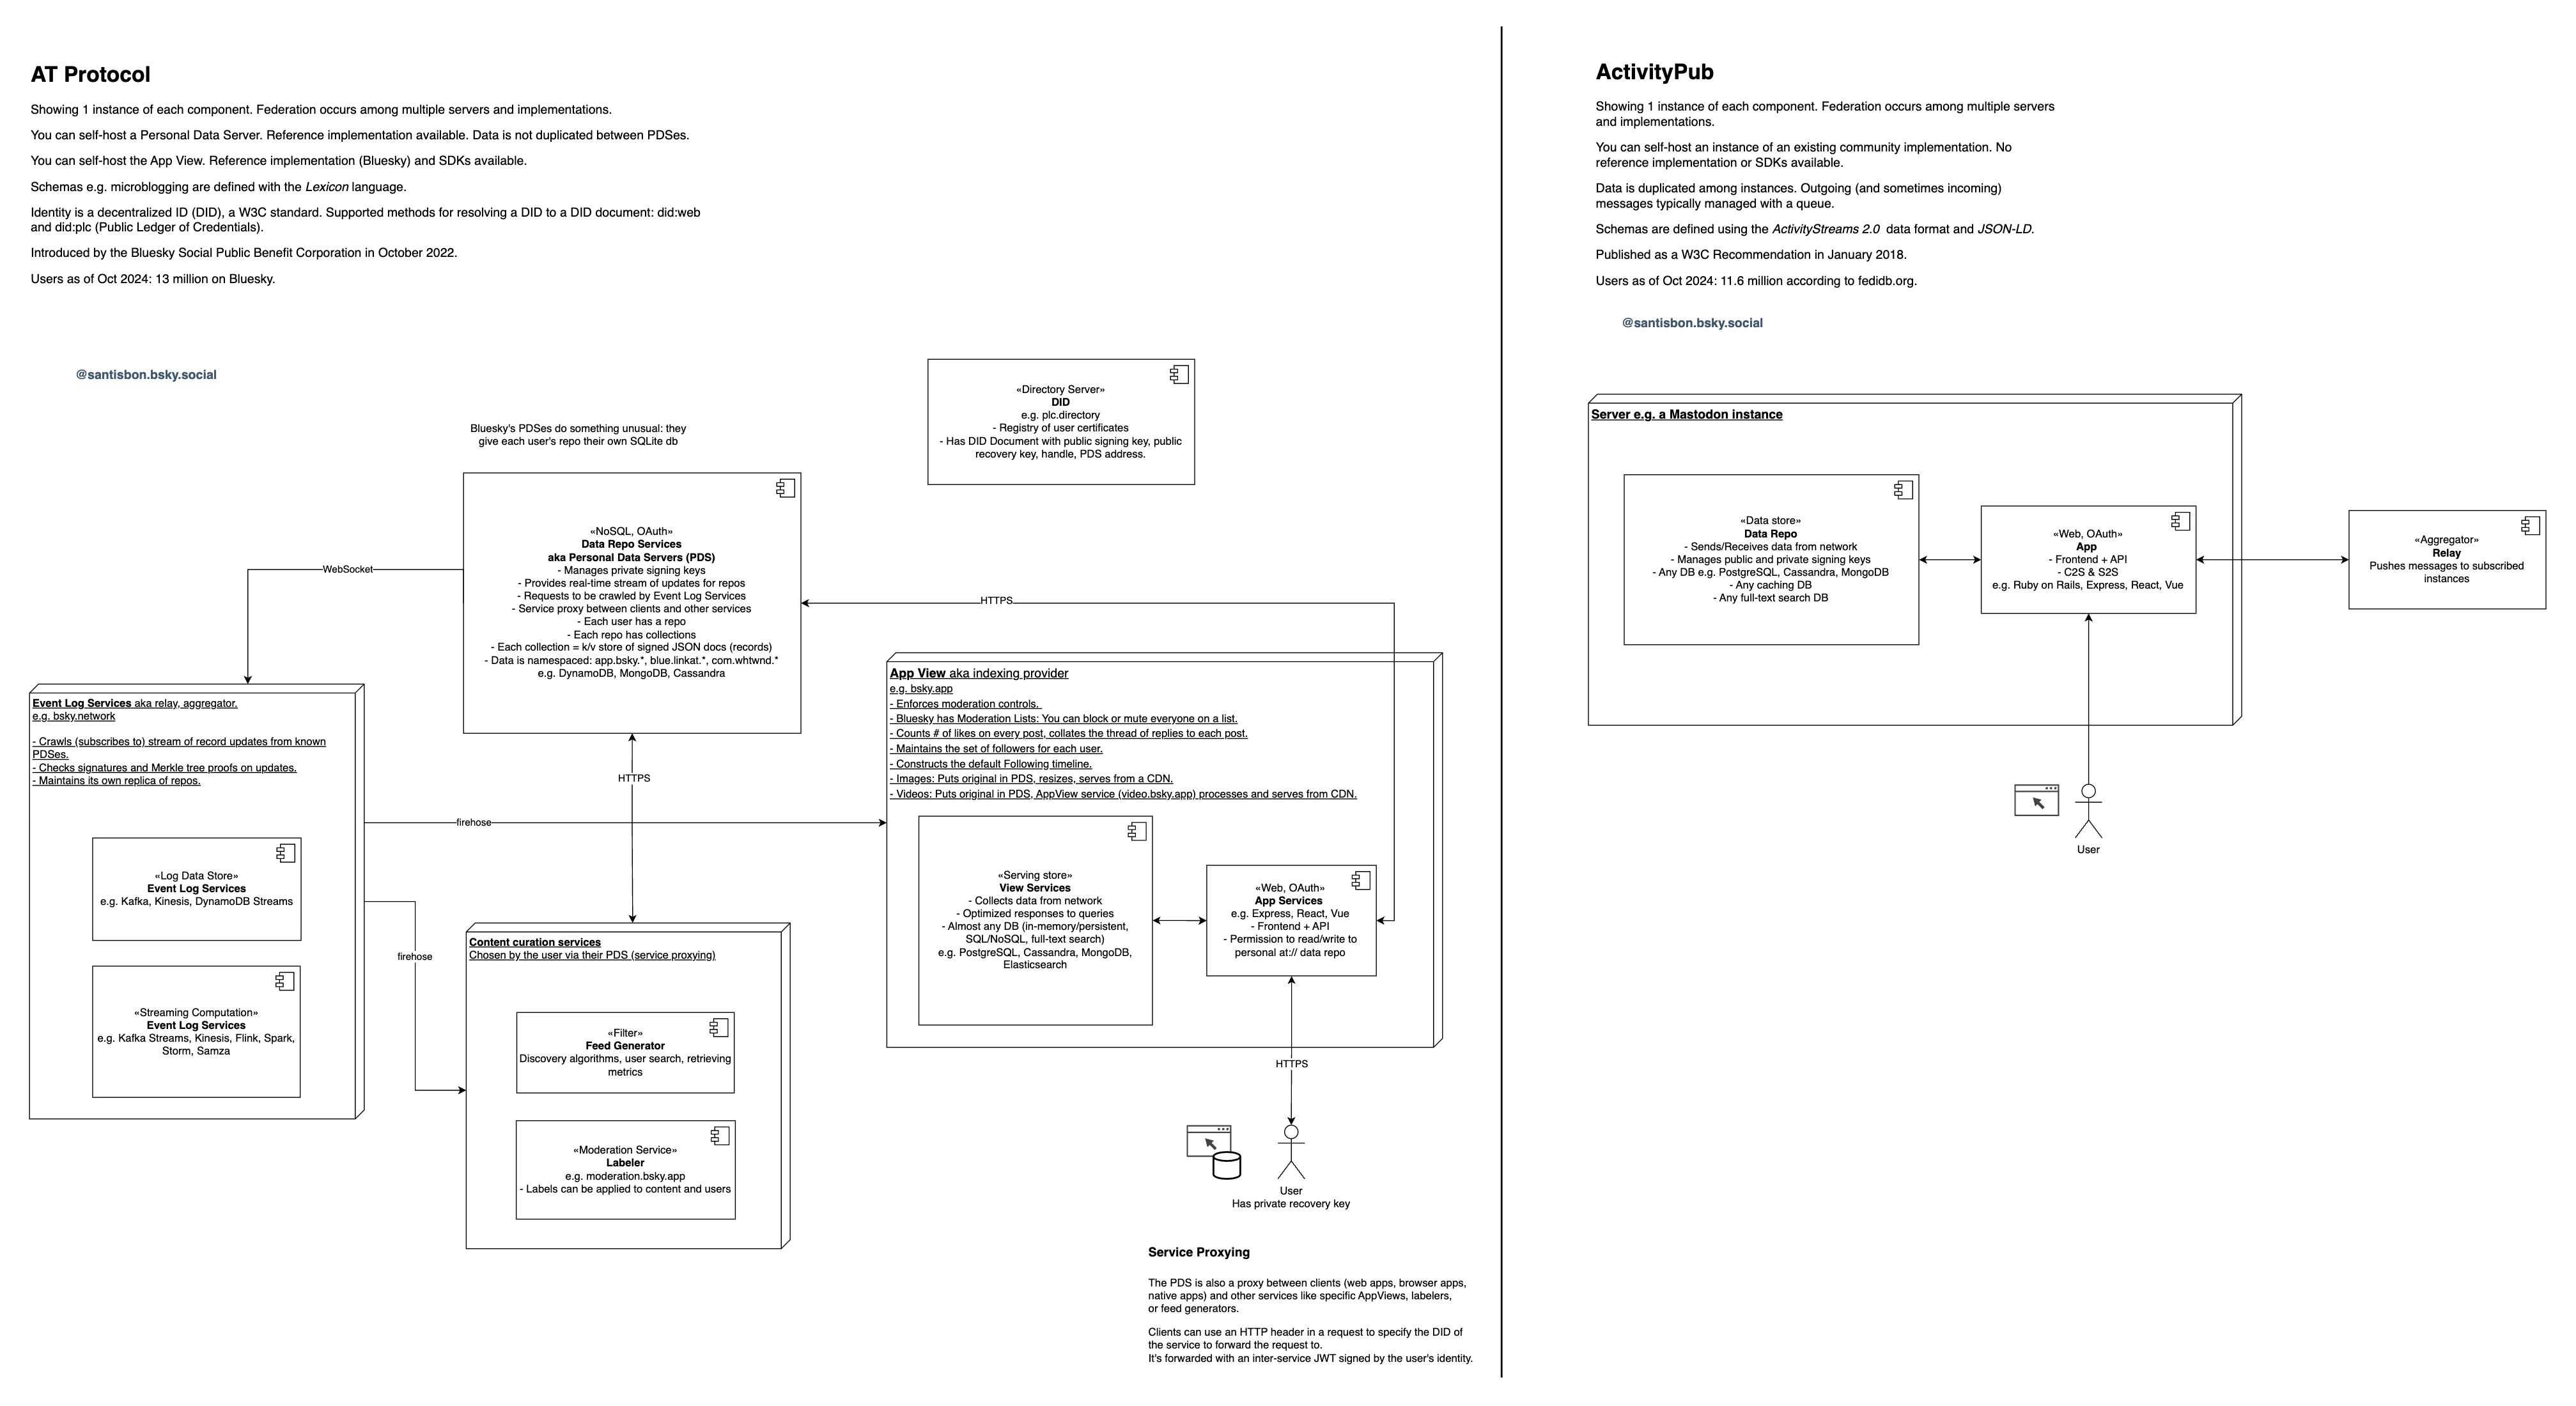 AT Protocol
Showing 1 instance of each component. Federation occurs among multiple servers and implementations.
You can self-host a Personal Data Server. Reference implementation available. Data is not duplicated between PDSes.
You can self-host the App View. Reference implementation (Bluesky) and SDKs available.
Schemas e.g. microblogging are defined with the Lexicon language.
Identity is a decentralized ID (DID), a W3C standard. Supported methods for resolving a DID to a DID document: did:web
and did:plc (Public Ledger of Credentials).
Introduced by the Bluesky Social Public Benefit Corporation in October 2022.
Users as of Oct 2024: 13 million on Bluesky.
@santisbon.bsky.social
«Directory Server»
DID
e.g. plc.directory
- Registry of user certificates
- Has DID Document with public signing key, public
recovery key, handle, PDS address.
Bluesky's PDSes do something unusual: they
give each user's repo their own SQLite db
«NoSQL, OAuth»
Data Repo Services
aka Personal Data Servers (PDS)
- Manages private signing keys
- Provides real-time stream of updates for repos
- Requests to be crawled by Event Log Services
- Service proxy between clients and other services
- Each user has a repo
- Each repo has collections
- Each collection = k/v store of signed JSON docs (records)
- Data is namespaced: app.bsky.*, blue.linkat.*, com.whtwnd.*
e.g. DynamoDB, MongoDB, Cassandra
WebSocket
HTTPS
HTTPS
Event Log Services aka relay, aggregator.
e.g. bsky.network
- Crawls (subscribes to) stream of record updates from known
PDSes.
- Checks signatures and Merkle tree proofs on updates.
- Maintains its own replica of repos.
«Log Data Store»
Event Log Services
e.g. Kafka, Kinesis, DynamoDB Streams
«Streaming Computation»
Event Log Services
e.g. Kafka Streams, Kinesis, Flink, Spark,
Storm, Samza
firehose
firehose
Content curation services
Chosen by the user via their PDS (service proxying)
«Filter»
Feed Generator
Discovery algorithms, user search, retrieving
metrics
«Moderation Service»
Labeler
e.g. moderation.bsky.app
- Labels can be applied to content and users
App View aka indexing provider
e.g. bsky.app
- Enforces moderation controls.
- Bluesky has Moderation Lists: You can block or mute everyone on a list.
- Counts # of likes on every post, collates the thread of replies to each post.
- Maintains the set of followers for each user.
- Constructs the default Following timeline.
- Images: Puts original in PDS, resizes, serves from a CDN.
- Videos: Puts original in PDS, AppView service (video.bsky.app) processes and serves from CDN.
«Serving store»
View Services
- Collects data from network
- Optimized responses to queries
- Almost any DB (in-memory/persistent,
SQL/NoSQL, full-text search)
e.g. PostgreSQL, Cassandra, MongoDB,
Elasticsearch
«Web, OAuth»
App Services
e.g. Express, React, Vue
- Frontend + API
- Permission to read/write to
personal at:// data repo
HTTPS
User
Has private recovery key
Service Proxying
The PDS is also a proxy between clients (web apps, browser apps,
native apps) and other services like specific AppViews, labelers,
or feed generators.
Clients can use an HTTP header in a request to specify the DID of
the service to forward the request to.
It's forwarded with an inter-service JWT signed by the user's identity.
ActivityPub
Showing 1 instance of each component. Federation occurs among multiple servers
and implementations.
You can self-host an instance of an existing community implementation. No
reference implementation or SDKs available.
Data is duplicated among instances. Outgoing (and sometimes incoming)
messages typically managed with a queue.
Schemas are defined using the ActivityStreams 2.0 data format and JSON-LD.
Published as a W3C Recommendation in January 2018.
Users as of Oct 2024: 11.6 million according to fedidb.org.
@santisbon.bsky.social
Server e.g. a Mastodon instance
«Data store»
Data Repo
- Sends/Receives data from network
- Manages public and private signing keys
- Any DB e.g. PostgreSQL, Cassandra, MongoDB
- Any caching DB
- Any full-text search DB
«Web, OAuth»
App
- Frontend + API
- C2S & S2S
e.g. Ruby on Rails, Express, React, Vue
«Aggregator»
Relay
Pushes messages to subscribed
instances
User